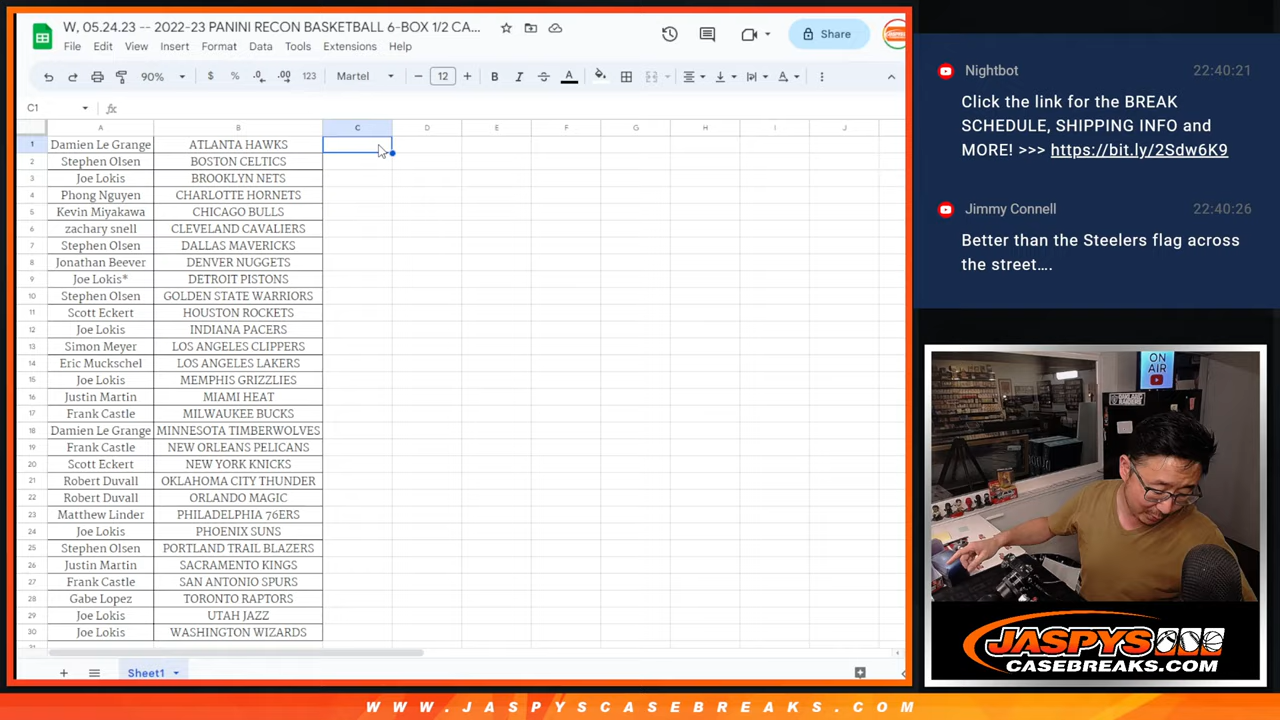 W, 05.24.23 -- 2022-23 PANINI RECON BASKETBALL 6-BOX 1/2 CA...
File Edit View Insert Format Data Tools Extensions Help
Share
90% $ % .0 .00 123 Martel 12 B I A
C1 fx
A B C D E F G H I J
1 Damien Le Grange ATLANTA HAWKS
2 Stephen Olsen BOSTON CELTICS
3 Joe Lokis BROOKLYN NETS
4 Phong Nguyen CHARLOTTE HORNETS
5 Kevin Miyakawa CHICAGO BULLS
6 zachary snell CLEVELAND CAVALIERS
7 Stephen Olsen DALLAS MAVERICKS
8 Jonathan Beever DENVER NUGGETS
9 Joe Lokis* DETROIT PISTONS
10 Stephen Olsen GOLDEN STATE WARRIORS
11 Scott Eckert HOUSTON ROCKETS
12 Joe Lokis INDIANA PACERS
13 Simon Meyer LOS ANGELES CLIPPERS
14 Eric Muckschel LOS ANGELES LAKERS
15 Joe Lokis MEMPHIS GRIZZLIES
16 Justin Martin MIAMI HEAT
17 Frank Castle MILWAUKEE BUCKS
18 Damien Le Grange MINNESOTA TIMBERWOLVES
19 Frank Castle NEW ORLEANS PELICANS
20 Scott Eckert NEW YORK KNICKS
21 Robert Duvall OKLAHOMA CITY THUNDER
22 Robert Duvall ORLANDO MAGIC
23 Matthew Linder PHILADELPHIA 76ERS
24 Joe Lokis PHOENIX SUNS
25 Stephen Olsen PORTLAND TRAIL BLAZERS
26 Justin Martin SACRAMENTO KINGS
27 Frank Castle SAN ANTONIO SPURS
28 Gabe Lopez TORONTO RAPTORS
29 Joe Lokis UTAH JAZZ
30 Joe Lokis WASHINGTON WIZARDS
Sheet1
Nightbot 22:40:21
Click the link for the BREAK
SCHEDULE, SHIPPING INFO and
MORE! >>> https://bit.ly/2Sdw6K9
Jimmy Connell 22:40:26
Better than the Steelers flag across
the street....
ON
AIR
JASPYS
CASEBREAKS.COM
WWW.JASPYSCASEBREAKS.COM